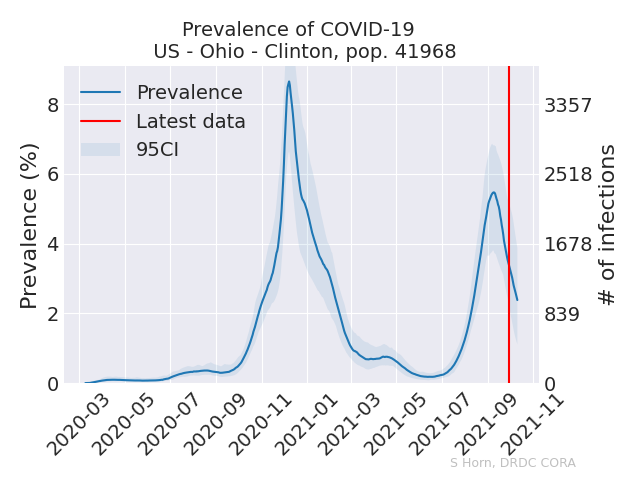 Prevalence of COVID-19
US - Ohio - Clinton, pop. 41968
Prevalence
Latest data
95CI
Prevalence (%)
8
6
4
2
0
# of infections
3357
2518
1678
839
0
2020-03
2020-05
2020-07
2020-09
2020-11
2021-01
2021-03
2021-05
2021-07
2021-09
2021-11
S Horn, DRDC CORA